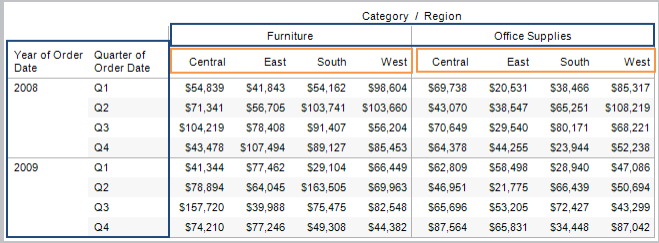 Category / Region
Furniture Office Supplies
Year of Order Date Quarter of Order Date Central East South West Central East South West
2008 Q1 $54,839 $41,843 $54,162 $98,604 $69,738 $20,531 $38,466 $85,317
Q2 $71,341 $56,705 $103,741 $103,660 $43,070 $38,547 $65,251 $108,219
Q3 $104,219 $78,408 $91,407 $56,204 $70,649 $29,540 $80,171 $68,221
Q4 $43,478 $107,494 $89,127 $85,453 $64,378 $44,255 $23,944 $52,238
2009 Q1 $41,344 $77,462 $29,104 $66,449 $62,809 $58,498 $28,940 $47,086
Q2 $78,894 $64,045 $163,505 $69,963 $46,951 $21,775 $66,439 $50,694
Q3 $157,720 $39,988 $75,475 $82,548 $65,696 $53,205 $72,427 $43,299
Q4 $74,210 $77,246 $49,308 $44,382 $87,564 $65,831 $34,448 $87,042